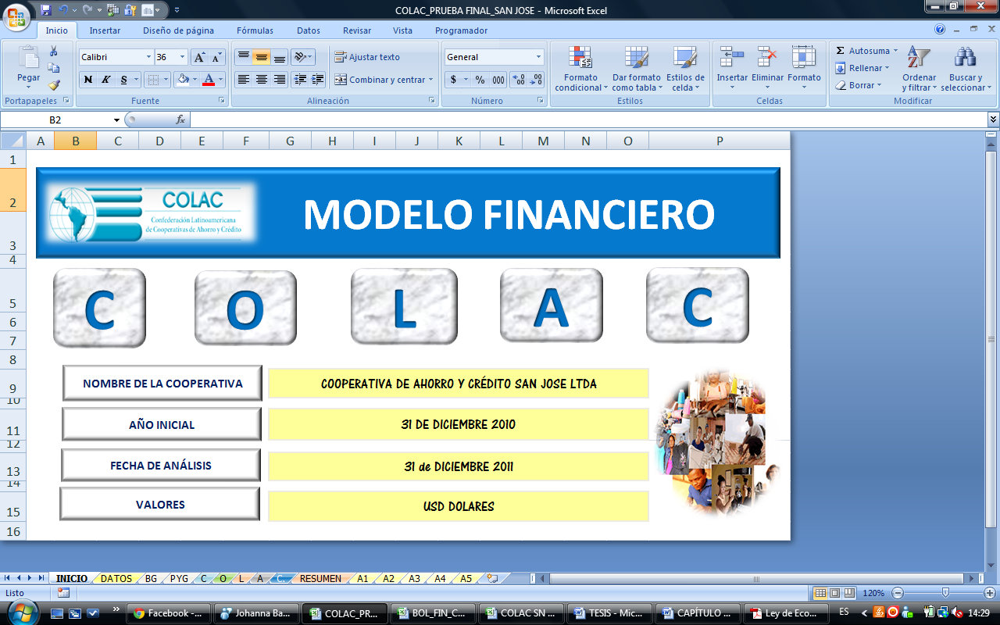 COLAC_PRUEBA FINAL_SAN JOSE - Microsoft Excel
Inicio Insertar Diseño de página Fórmulas Datos Revisar Vista Programador
Pegar
Portapapeles
Calibri 36
N K S
Fuente
Ajustar texto
Combinar y centrar
Alineación
General
$ % 000
Número
Formato condicional
Dar formato como tabla
Estilos de celda
Estilos
Insertar Eliminar Formato
Celdas
Autosuma
Rellenar
Borrar
Ordenar y filtrar
Buscar y seleccionar
Modificar
B2 fx
A B C D E F G H I J K L M N O P
1
2
3
4
5
6
7
8
9
10
11
12
13
14
15
16
COLAC
Confederación Latinoamericana
de Cooperativas de Ahorro y Crédito
MODELO FINANCIERO
C O L A C
NOMBRE DE LA COOPERATIVA COOPERATIVA DE AHORRO Y CRÉDITO SAN JOSE LTDA
AÑO INICIAL 31 DE DICIEMBRE 2010
FECHA DE ANÁLISIS 31 de DICIEMBRE 2011
VALORES USD DOLARES
INICIO DATOS BG PYG C O L A C. RESUMEN A1 A2 A3 A4 A5
Listo 120%
Facebook -... Johanna Ba... COLAC_PR... BOL_FIN_C... COLAC SN ... TESIS - Mic... CAPÍTULO ... Ley de Eco... ES 14:29